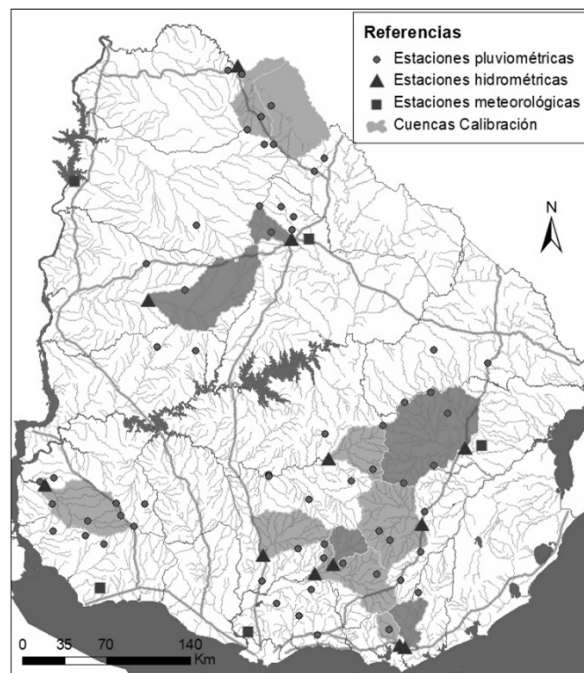 Referencias
Estaciones pluviométricas
Estaciones hidrométricas
Estaciones meteorológicas
Cuencas Calibración
N
0 35 70 140
Km